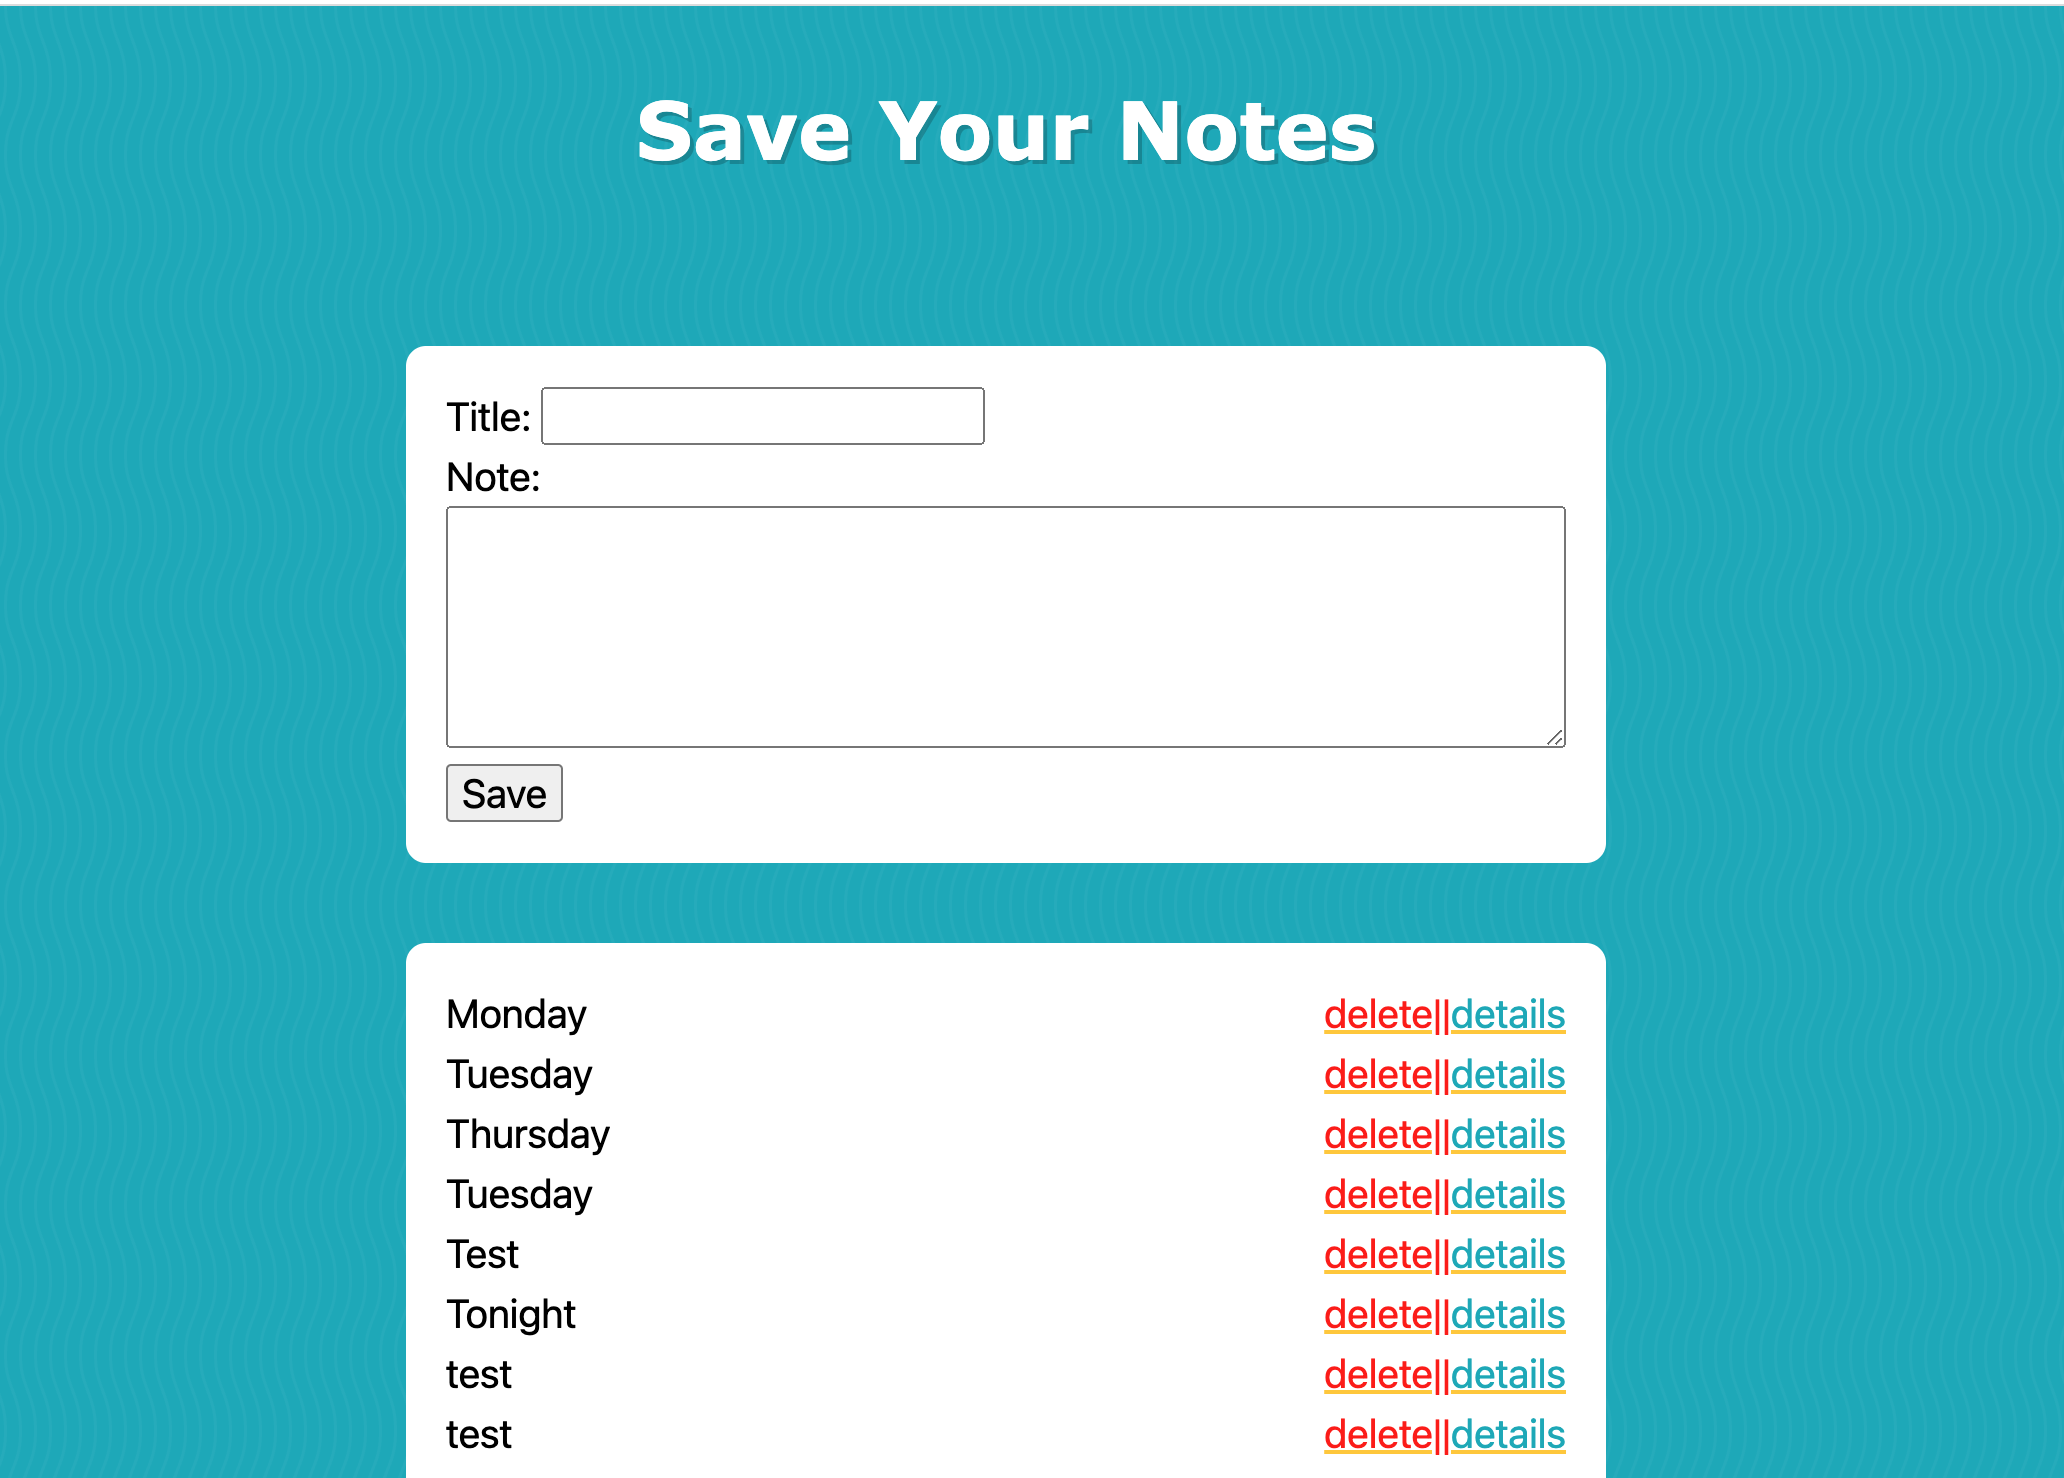 Save Your Notes
Title:
Note:
Save
Monday delete||details
Tuesday delete||details
Thursday delete||details
Tuesday delete||details
Test delete||details
Tonight delete||details
test delete||details
test delete||details